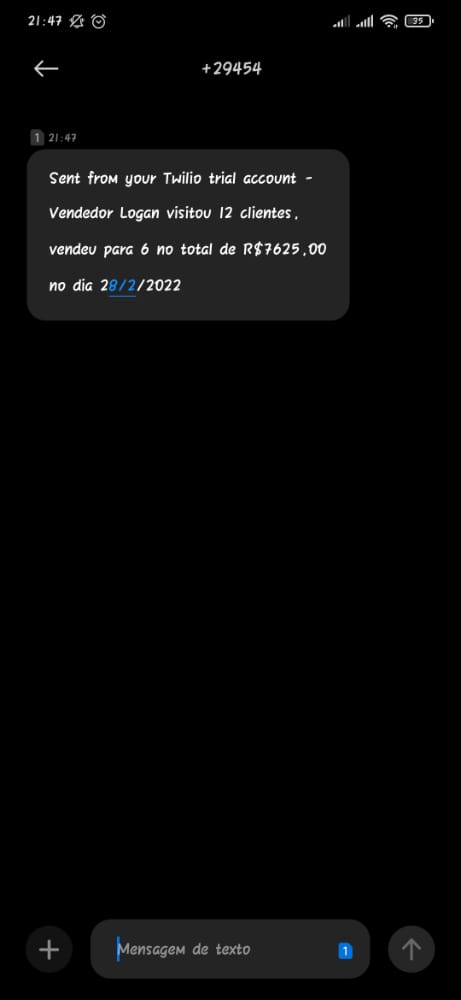 21:47
35
+29454
1 21:47
Sent from your Twilio trial account -
Vendedor Logan visitou 12 clientes,
vendeu para 6 no total de R$7625,00
no dia 28/2/2022
Mensagem de texto
1